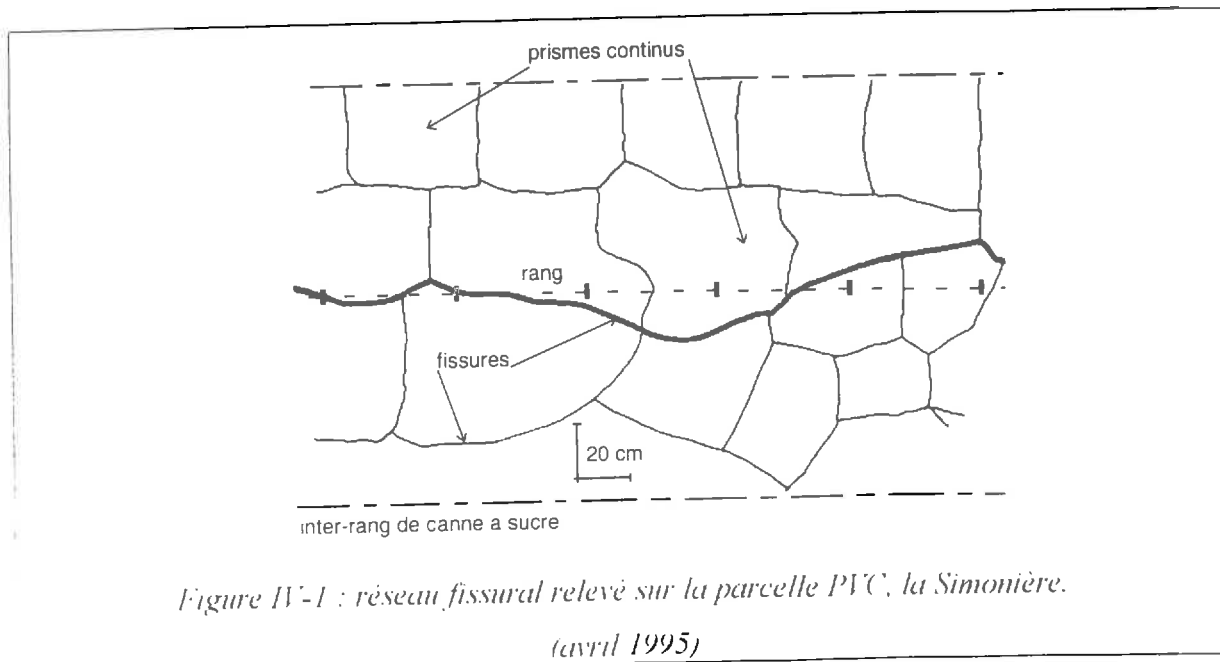 prismes continus
rang
fissures
20 cm
inter-rang de canne a sucre
Figure IV-1 : réseau fissural relevé sur la parcelle PVC, la Simonière.
(avril 1995)